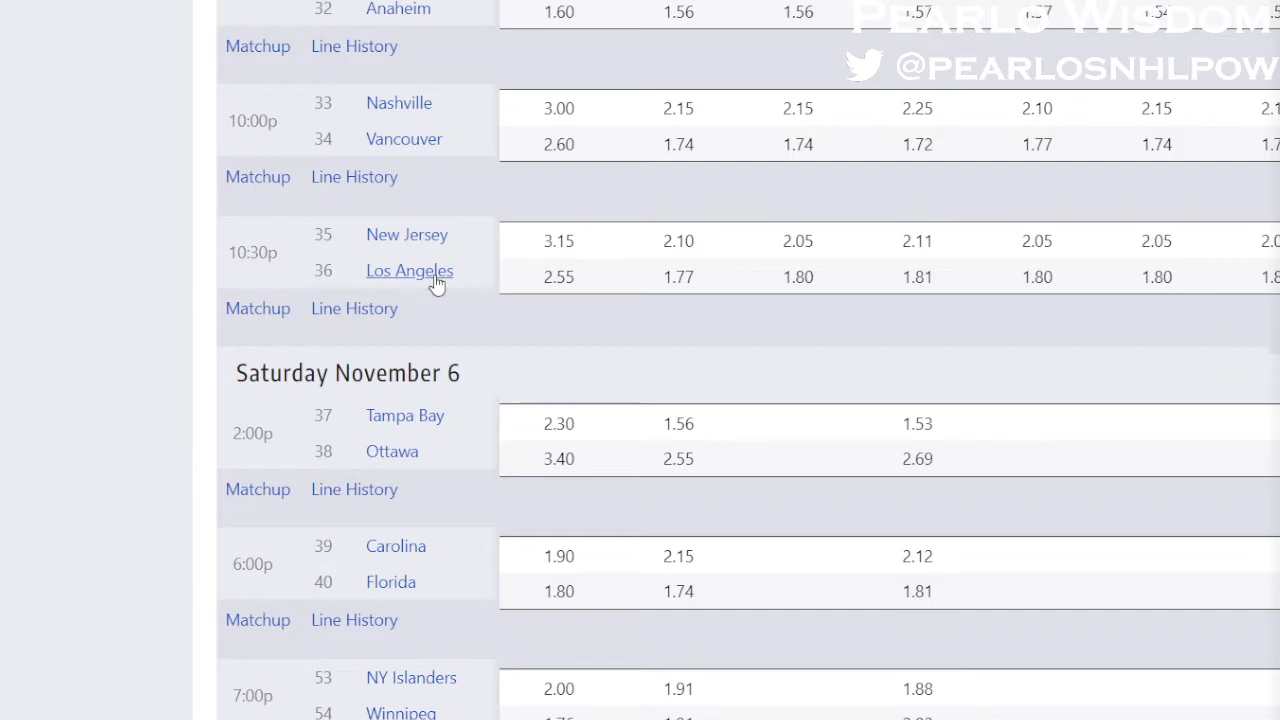 32 Anaheim 1.60 1.56 1.56 1.57 1.57
PEARLO WISDOM
Matchup Line History
@PEARLOSNHLPOW
10:00p
33 Nashville 3.00 2.15 2.15 2.25 2.10 2.15
34 Vancouver 2.60 1.74 1.74 1.72 1.77 1.74
Matchup Line History
10:30p
35 New Jersey 3.15 2.10 2.05 2.11 2.05 2.05
36 Los Angeles 2.55 1.77 1.80 1.81 1.80 1.80
Matchup Line History
Saturday November 6
2:00p
37 Tampa Bay 2.30 1.56 1.53
38 Ottawa 3.40 2.55 2.69
Matchup Line History
6:00p
39 Carolina 1.90 2.15 2.12
40 Florida 1.80 1.74 1.81
Matchup Line History
7:00p
53 NY Islanders 2.00 1.91 1.88
54 Winnipeg